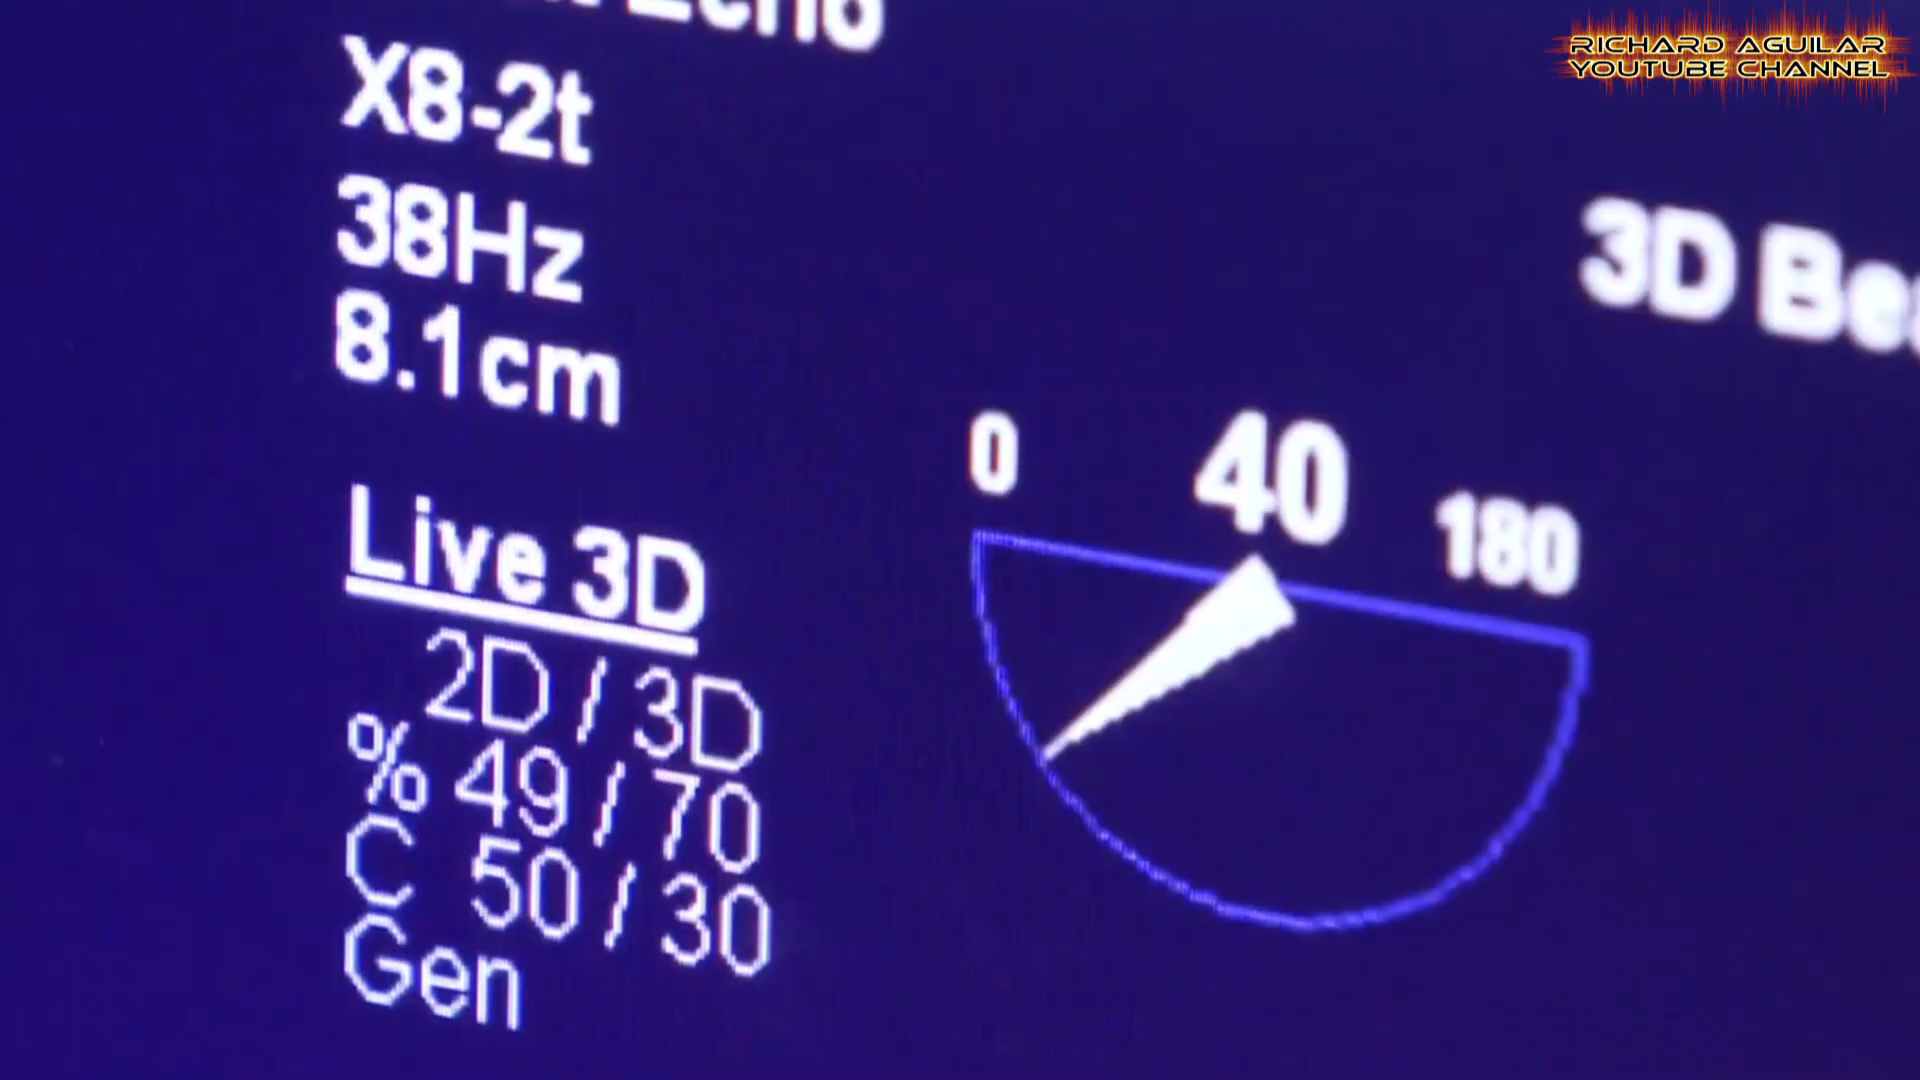 Echo
X8-2t
38Hz
8.1cm
Live 3D
2D / 3D
% 49 / 70
C 50 / 30
Gen
0
40
180
3D
RICHARD AGUILAR
YOUTUBE CHANNEL